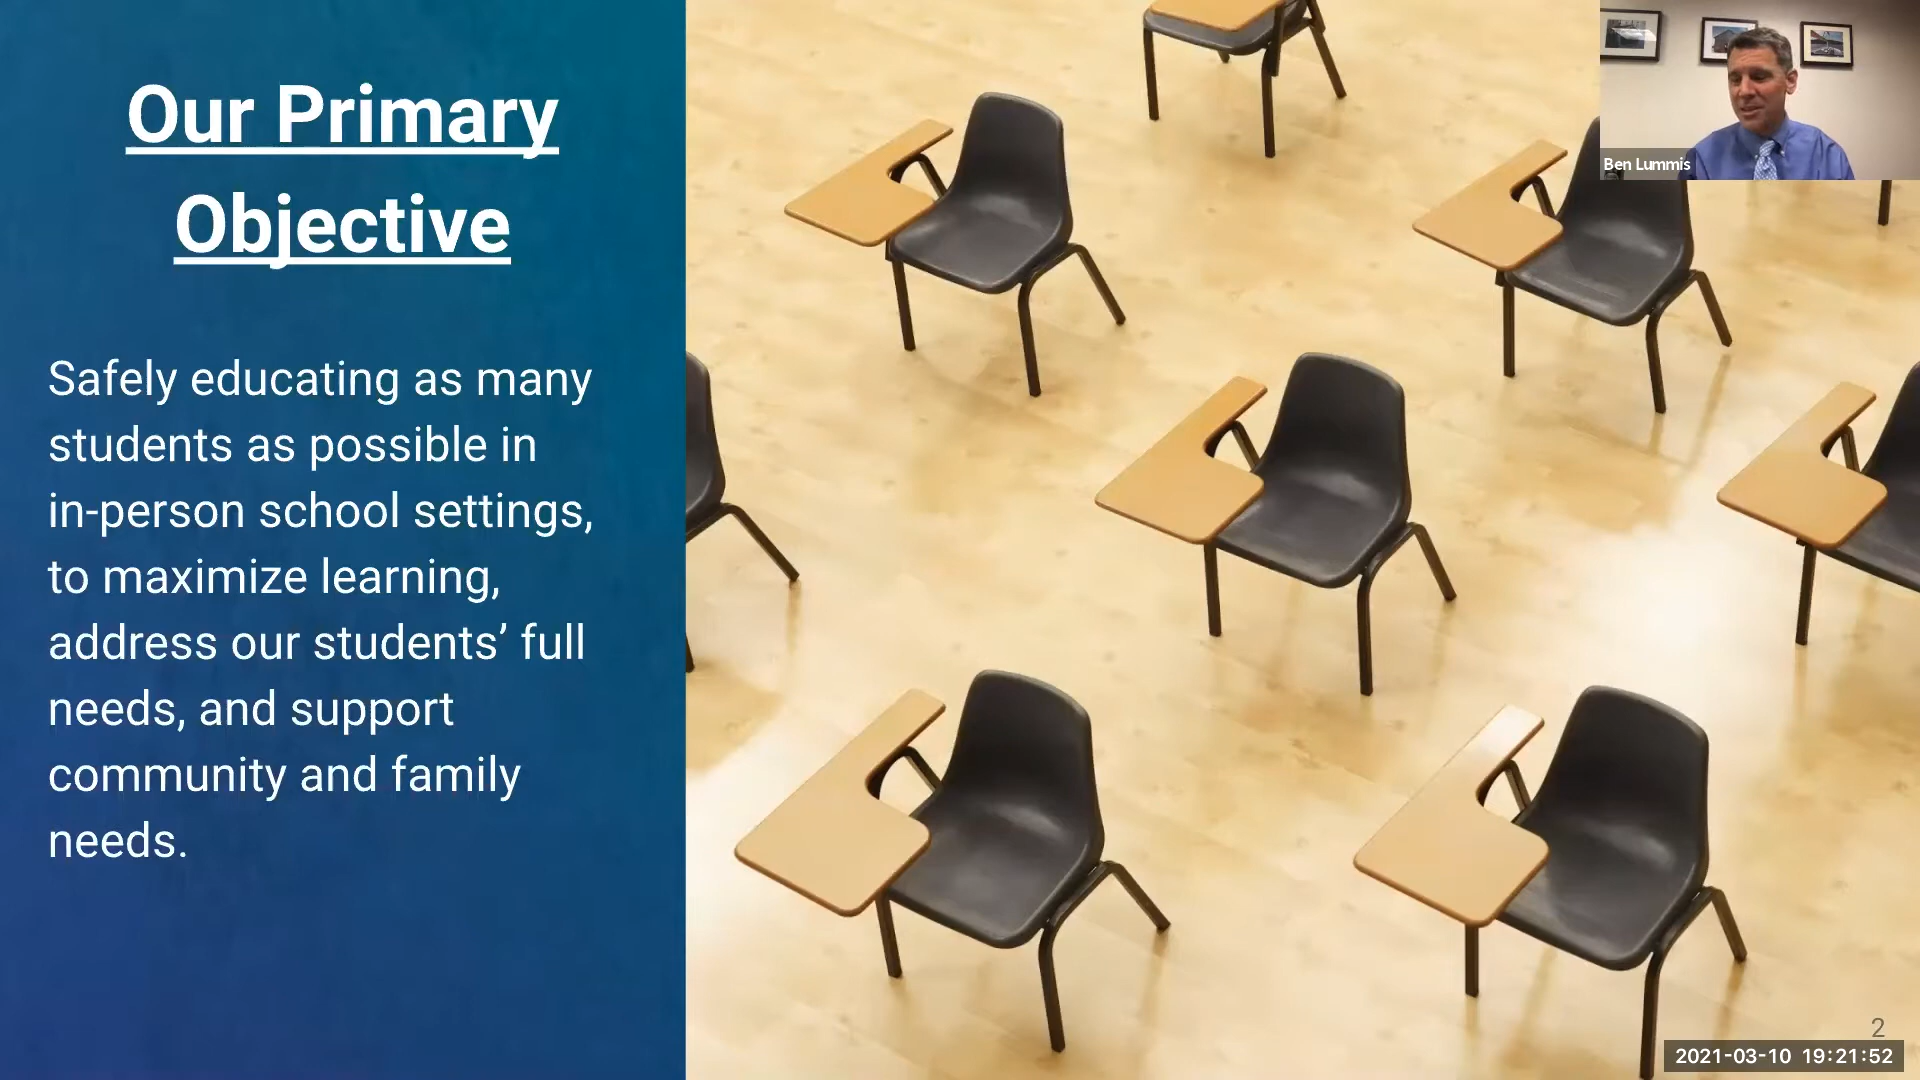 Our Primary
Objective
Safely educating as many
students as possible in
in-person school settings,
to maximize learning,
address our students’ full
needs, and support
community and family
needs.
Ben Lummis
2
2021-03-10 19:21:52